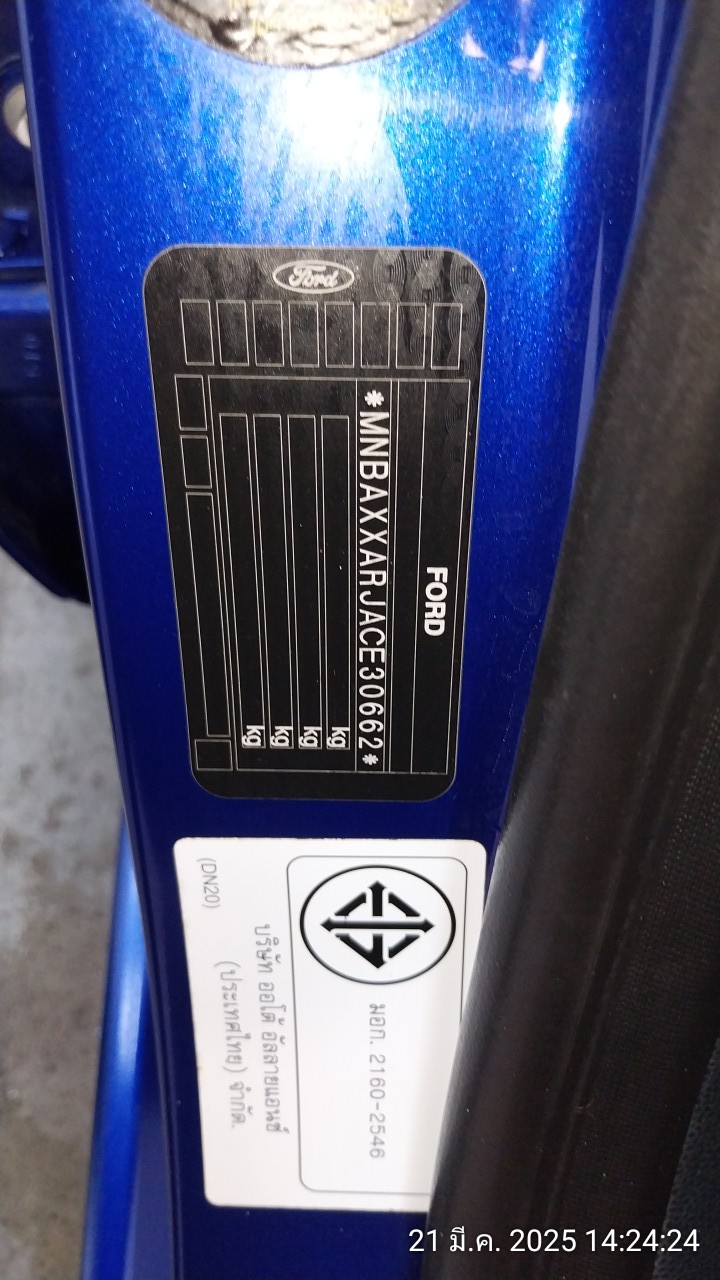 Ford
FORD
*MNBAXXARJACE30662*
kg
kg
kg
kg
มอก. 2160-2546
บริษัท ออโต้ อัลลายแอนซ์
(ประเทศไทย) จำกัด.
(DN20)
21 มี.ค. 2025 14:24:24